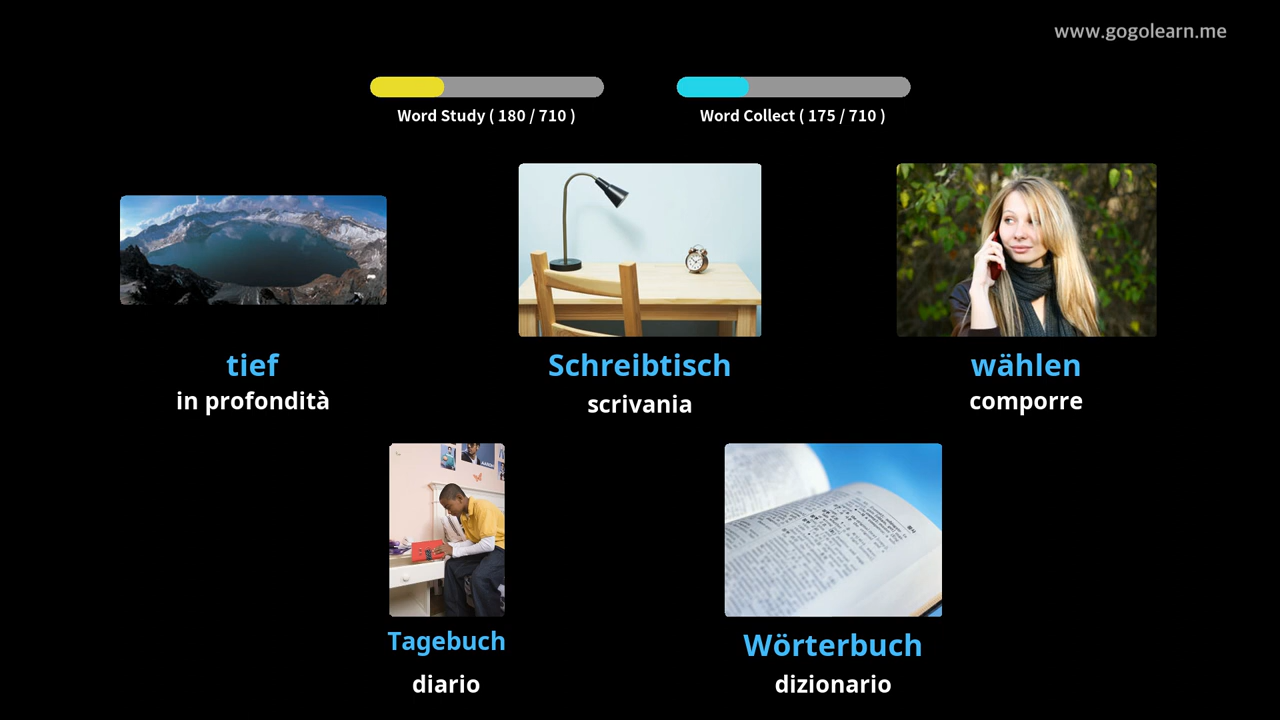 www.gogolearn.me
Word Study ( 180 / 710 )
Word Collect ( 175 / 710 )
tief
in profondità
Schreibtisch
scrivania
wählen
comporre
Tagebuch
diario
Wörterbuch
dizionario